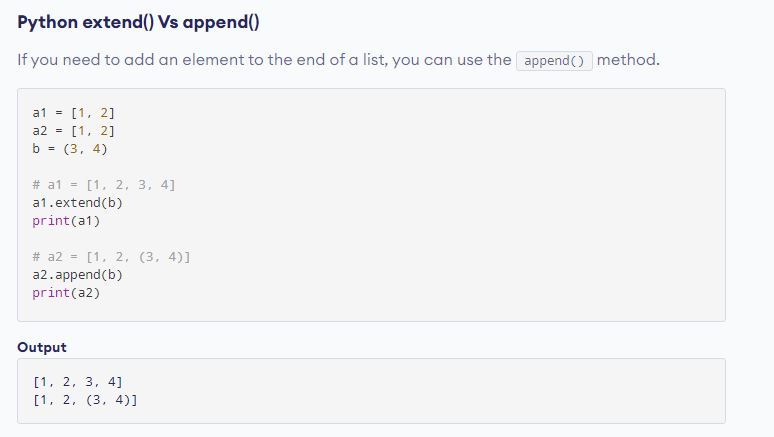 Python extend() Vs append()
If you need to add an element to the end of a list, you can use the append() method.
a1 = [1, 2]
a2 = [1, 2]
b = (3, 4)
# a1 = [1, 2, 3, 4]
a1.extend(b)
print(a1)
# a2 = [1, 2, (3, 4)]
a2.append(b)
print(a2)
Output
[1, 2, 3, 4]
[1, 2, (3, 4)]